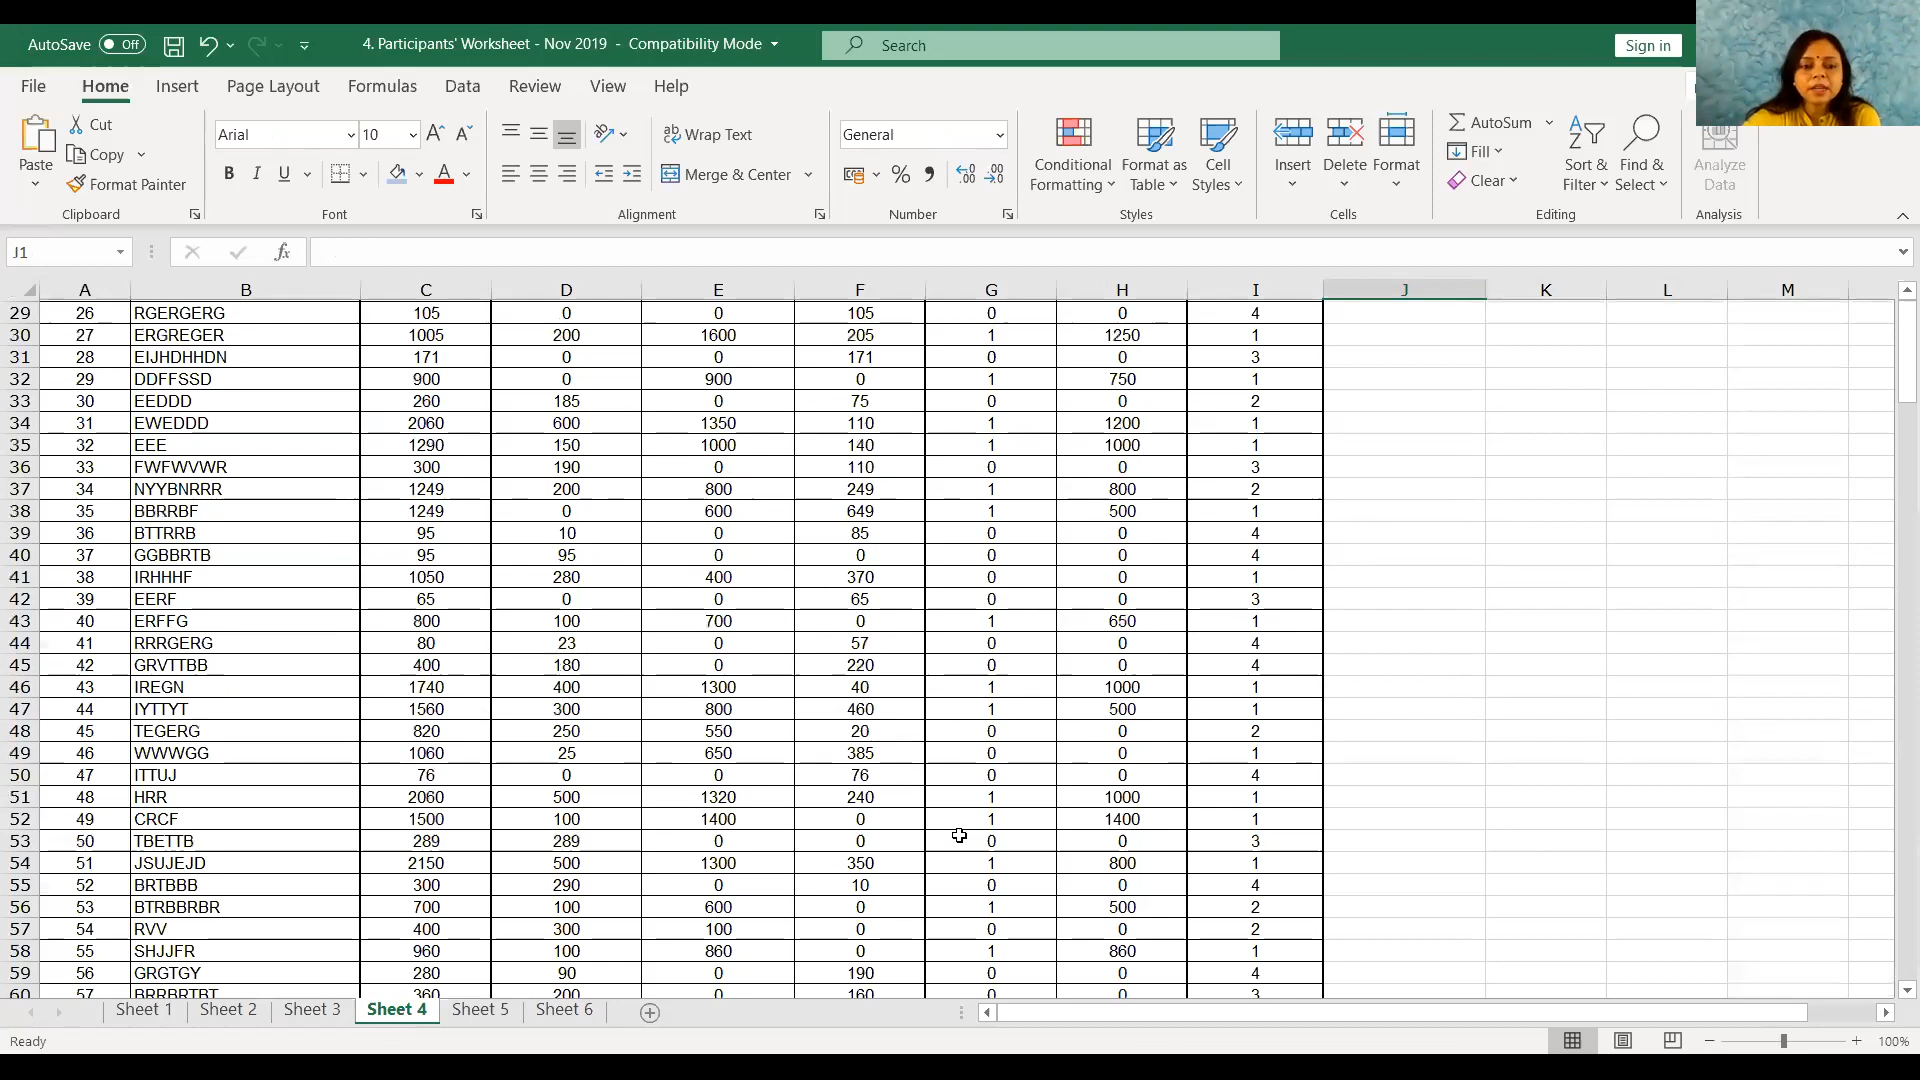 AutoSave Off 4. Participants' Worksheet - Nov 2019 - Compatibility Mode Search Sign in
File Home Insert Page Layout Formulas Data Review View Help
Paste Cut Copy Format Painter
Clipboard
Arial 10
B I U A
Font
Wrap Text
Merge & Center
Alignment
General
%
Number
Conditional Formatting Format as Table Cell Styles
Styles
Insert Delete Format
Cells
AutoSum
Fill
Clear
Sort & Filter Find & Select
Editing
Analyze Data
Analysis
J1 fx
A B C D E F G H I J K L M
29 26 RGERGERG 105 0 0 105 0 0 4
30 27 ERGREGER 1005 200 1600 205 1 1250 1
31 28 EIJHDHHDN 171 0 0 171 0 0 3
32 29 DDFFSSD 900 0 900 0 1 750 1
33 30 EEDDD 260 185 0 75 0 0 2
34 31 EWEDDD 2060 600 1350 110 1 1200 1
35 32 EEE 1290 150 1000 140 1 1000 1
36 33 FWFWVWR 300 190 0 110 0 0 3
37 34 NYYBNRRR 1249 200 800 249 1 800 2
38 35 BBRRBF 1249 0 600 649 1 500 1
39 36 BTTRRB 95 10 0 85 0 0 4
40 37 GGBBRTB 95 95 0 0 0 0 4
41 38 IRHHHF 1050 280 400 370 0 0 1
42 39 EERF 65 0 0 65 0 0 3
43 40 ERFFG 800 100 700 0 1 650 1
44 41 RRRGERG 80 23 0 57 0 0 4
45 42 GRVTTBB 400 180 0 220 0 0 4
46 43 IREGN 1740 400 1300 40 1 1000 1
47 44 IYTTYT 1560 300 800 460 1 500 1
48 45 TEGERG 820 250 550 20 0 0 2
49 46 WWWGG 1060 25 650 385 0 0 1
50 47 ITTUJ 76 0 0 76 0 0 4
51 48 HRR 2060 500 1320 240 1 1000 1
52 49 CRCF 1500 100 1400 0 1 1400 1
53 50 TBETTB 289 289 0 0 0 0 3
54 51 JSUJEJD 2150 500 1300 350 1 800 1
55 52 BRTBBB 300 290 0 10 0 0 4
56 53 BTRBBRBR 700 100 600 0 1 500 2
57 54 RVV 400 300 100 0 0 0 2
58 55 SHJJFR 960 100 860 0 1 860 1
59 56 GRGTGY 280 90 0 190 0 0 4
60 57 BRRBRTBT 360 200 0 160 0 0 3
Sheet 1 Sheet 2 Sheet 3 Sheet 4 Sheet 5 Sheet 6
Ready 100%